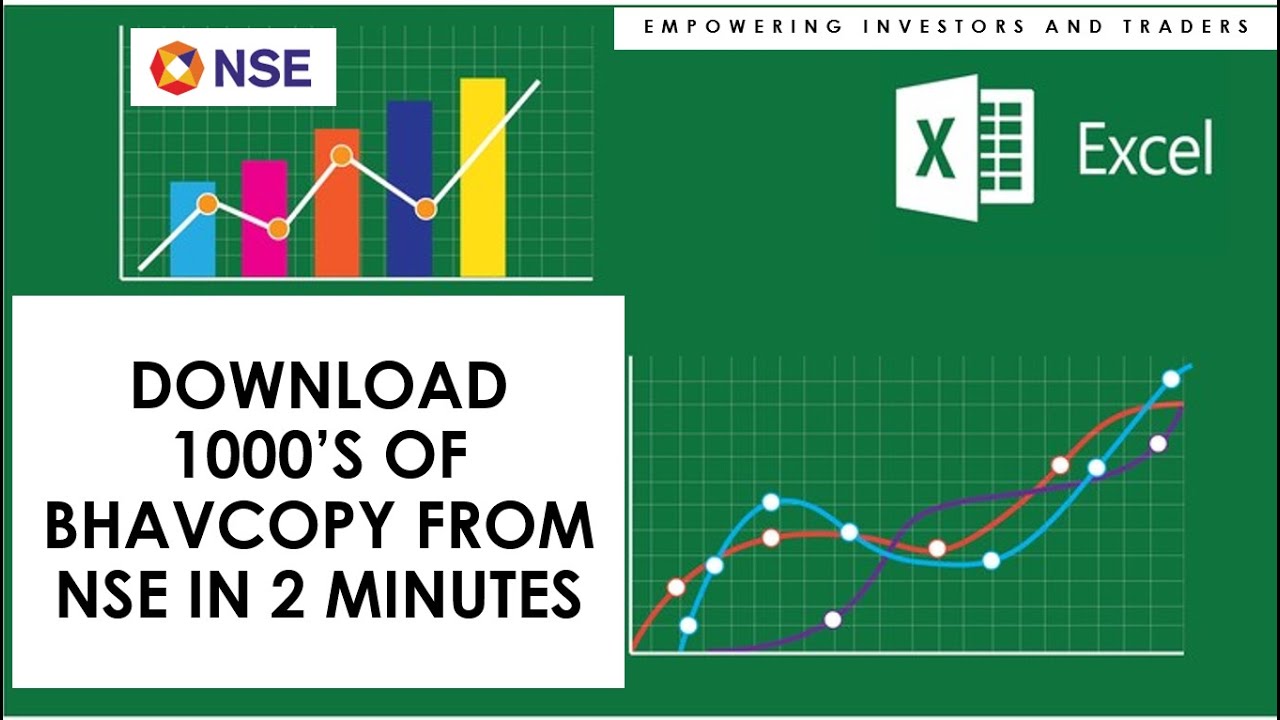 EMPOWERING INVESTORS AND TRADERS
NSE
X
Excel
DOWNLOAD
1000'S OF
BHAVCOPY FROM
NSE IN 2 MINUTES